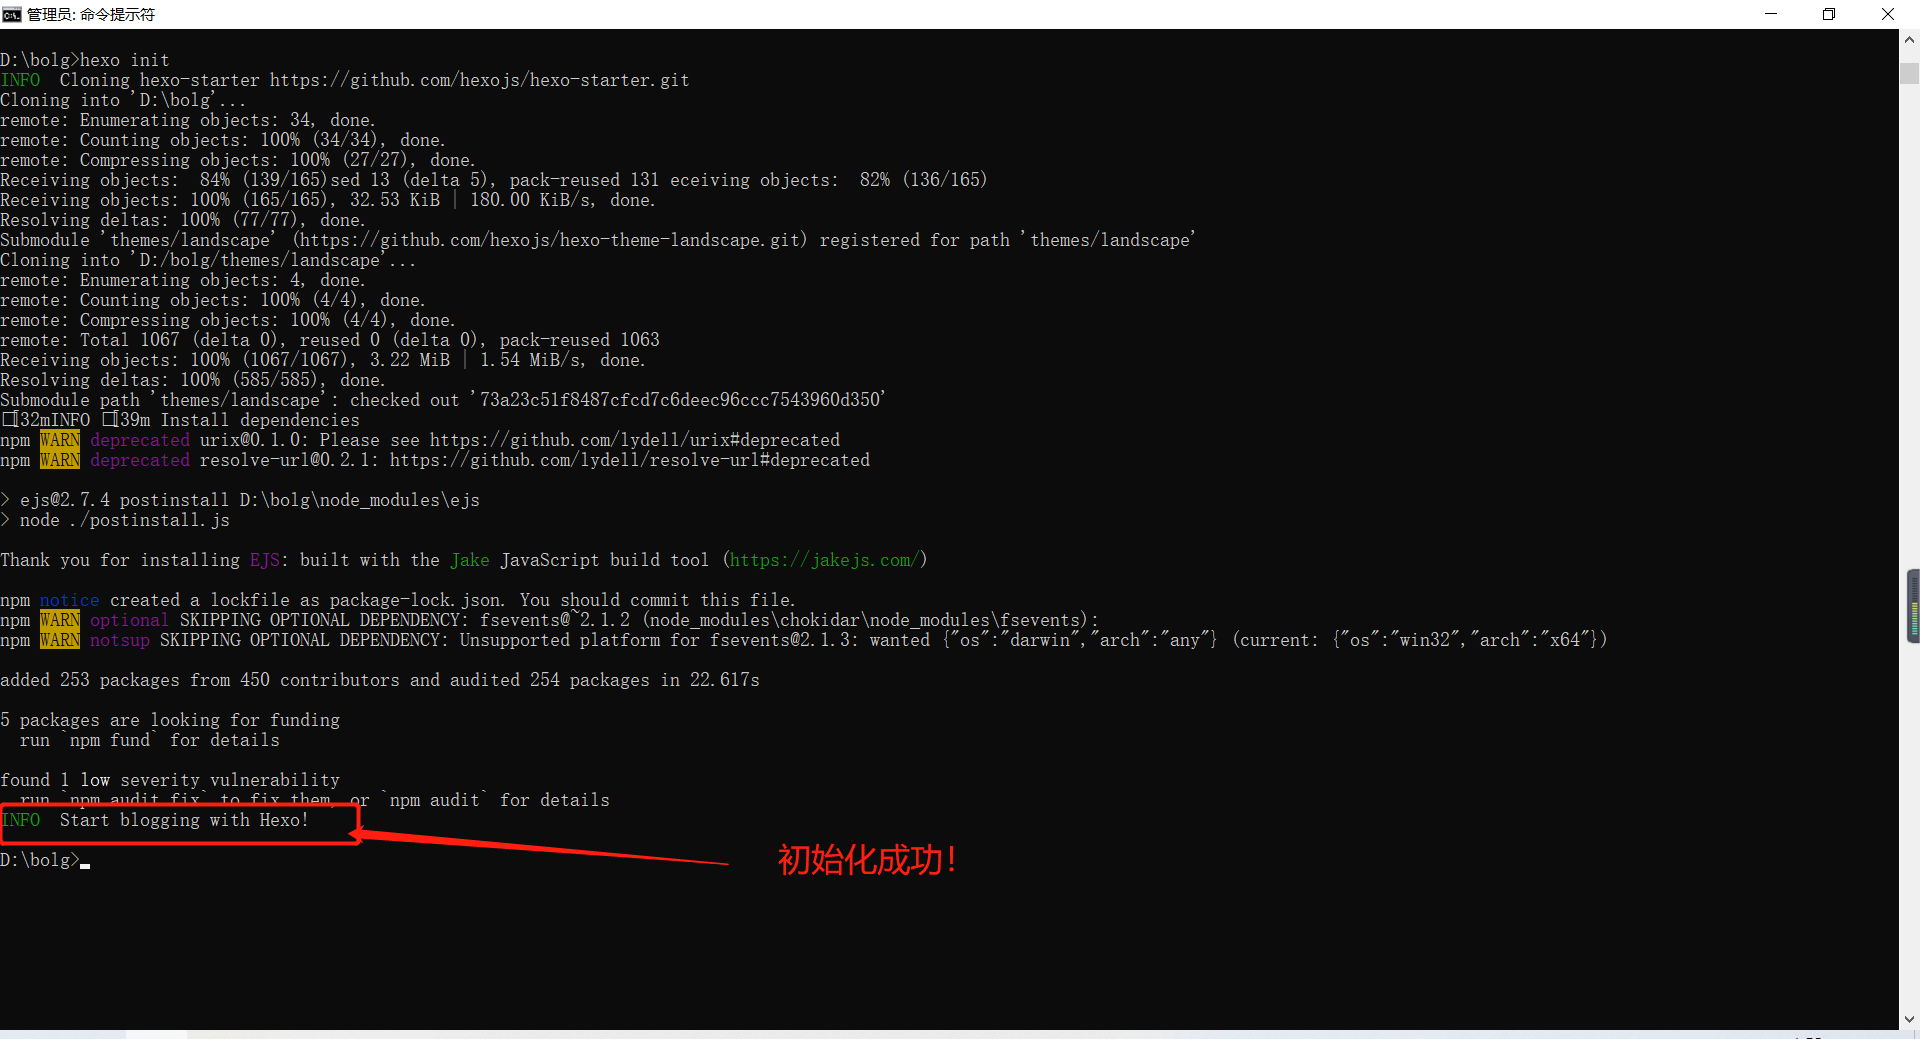 管理员: 命令提示符
D:\bolg>hexo init
INFO  Cloning hexo-starter https://github.com/hexojs/hexo-starter.git
Cloning into 'D:\bolg'...
remote: Enumerating objects: 34, done.
remote: Counting objects: 100% (34/34), done.
remote: Compressing objects: 100% (27/27), done.
Receiving objects:  84% (139/165)sed 13 (delta 5), pack-reused 131 eceiving objects:  82% (136/165)
Receiving objects: 100% (165/165), 32.53 KiB | 180.00 KiB/s, done.
Resolving deltas: 100% (77/77), done.
Submodule 'themes/landscape' (https://github.com/hexojs/hexo-theme-landscape.git) registered for path 'themes/landscape'
Cloning into 'D:/bolg/themes/landscape'...
remote: Enumerating objects: 4, done.
remote: Counting objects: 100% (4/4), done.
remote: Compressing objects: 100% (4/4), done.
remote: Total 1067 (delta 0), reused 0 (delta 0), pack-reused 1063
Receiving objects: 100% (1067/1067), 3.22 MiB | 1.54 MiB/s, done.
Resolving deltas: 100% (585/585), done.
Submodule path 'themes/landscape': checked out '73a23c51f8487cfcd7c6deec96ccc7543960d350'
□[32mINFO □[39m Install dependencies
npm WARN deprecated urix@0.1.0: Please see https://github.com/lydell/urix#deprecated
npm WARN deprecated resolve-url@0.2.1: https://github.com/lydell/resolve-url#deprecated
> ejs@2.7.4 postinstall D:\bolg\node_modules\ejs
> node ./postinstall.js
Thank you for installing EJS: built with the Jake JavaScript build tool (https://jakejs.com/)
npm notice created a lockfile as package-lock.json. You should commit this file.
npm WARN optional SKIPPING OPTIONAL DEPENDENCY: fsevents@~2.1.2 (node_modules\chokidar\node_modules\fsevents):
npm WARN notsup SKIPPING OPTIONAL DEPENDENCY: Unsupported platform for fsevents@2.1.3: wanted {"os":"darwin","arch":"any"} (current: {"os":"win32","arch":"x64"})
added 253 packages from 450 contributors and audited 254 packages in 22.617s
5 packages are looking for funding
  run `npm fund` for details
found 1 low severity vulnerability
  run `npm audit fix` to fix them, or `npm audit` for details
INFO  Start blogging with Hexo!
D:\bolg>
初始化成功!